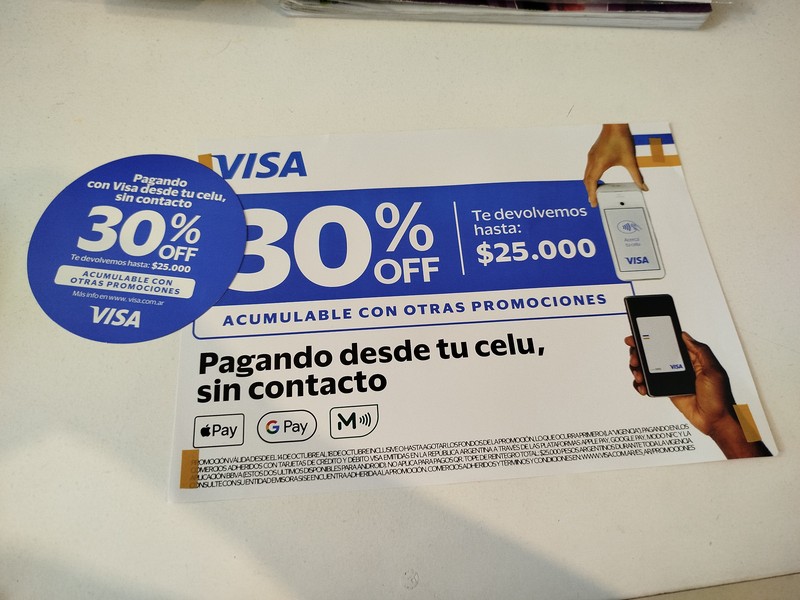 Pagando
con Visa desde tu celu,
sin contacto
30%
OFF
Te devolvemos hasta: $25.000
ACUMULABLE CON
OTRAS PROMOCIONES
Más info en www. visa.com.ar
VISA
VISA
30%
OFF
Te devolvemos
hasta:
$25.000
ACUMULABLE CON OTRAS PROMOCIONES
Pagando desde tu celu,
sin contacto
Pay
G Pay
M
VISA
VISA
PROMOCIÓN VÁLIDA DESDE EL 14 DE OCTUBRE AL 18 DE OCTUBRE INCLUSIVE O HASTA AGOTAR LOS FONDOS DE LA PROMOCIÓN, LO QUE OCURRA PRIMERO (LA VIGENCIA), PAGANDO EN LOS
COMERCIOS ADHERIDOS CON TARJETAS DE CRÉDITO Y DÉBITO VISA EMITIDAS EN LA REPÚBLICA ARGENTINA A TRAVÉS DE LAS PLATAFORMAS APPLE PAY, GOOGLE PAY, MODO NFC Y LA
APLICACIÓN BBVA (ESTOS DOS ÚLTIMOS DISPONIBLES PARA ANDROID). NO APLICA PARA PAGOS QR. TOPE DE REINTEGRO TOTAL: $25.000 PESOS ARGENTINOS DURANTE TODA LA VIGENCIA.
CONSULTE CON SU ENTIDAD EMISORA SI SE ENCUENTRA ADHERIDA A LA PROMOCIÓN. COMERCIOS ADHERIDOS Y TÉRMINOS Y CONDICIONES EN WWW.VISA.COM.AR/ES_AR/PROMOCIONES